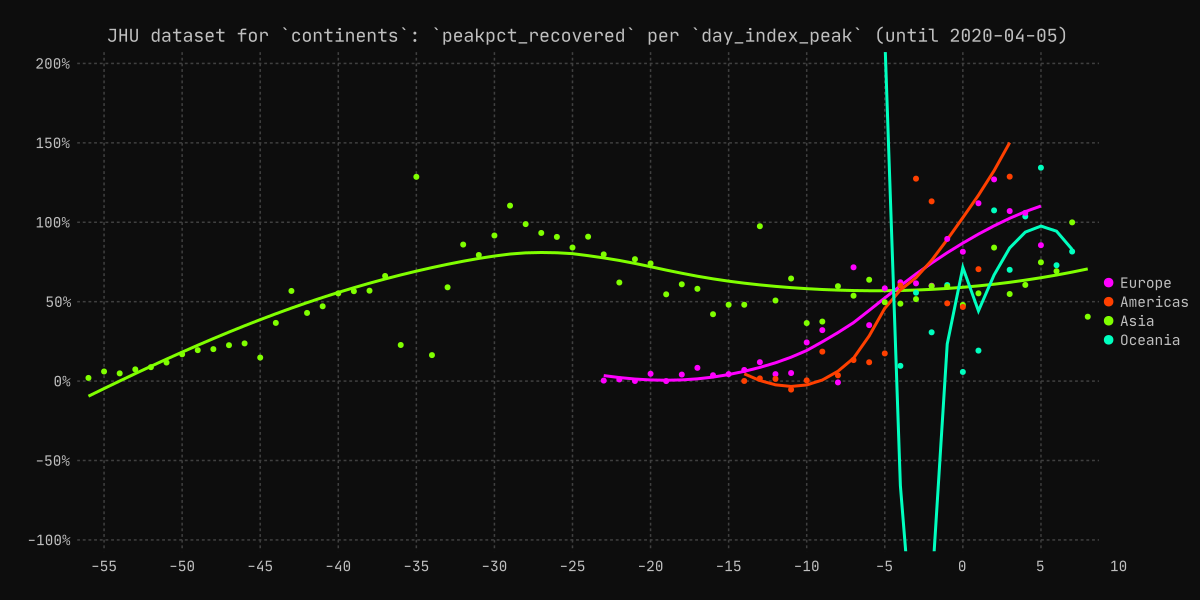 JHU dataset for `continents`: `peakpct_recovered` per `day_index_peak` (until 2020-04-05)
200%
150%
100%
50%
0%
-50%
-100%
Europe
Americas
Asia
Oceania
-55 -50 -45 -40 -35 -30 -25 -20 -15 -10 -5 0 5 10